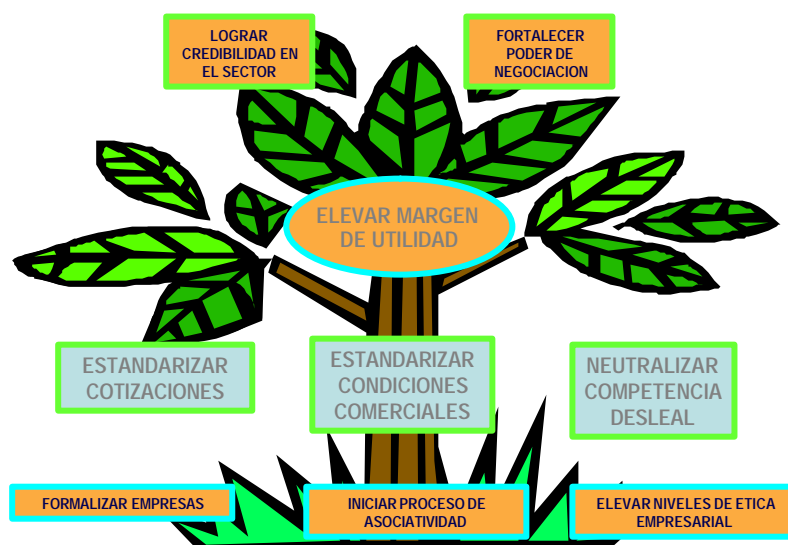 LOGRAR
CREDIBILIDAD EN
EL SECTOR
FORTALECER
PODER DE
NEGOCIACION
ELEVAR MARGEN
DE UTILIDAD
ESTANDARIZAR
COTIZACIONES
ESTANDARIZAR
CONDICIONES
COMERCIALES
NEUTRALIZAR
COMPETENCIA
DESLEAL
FORMALIZAR EMPRESAS
INICIAR PROCESO DE
ASOCIATIVIDAD
ELEVAR NIVELES DE ETICA
EMPRESARIAL